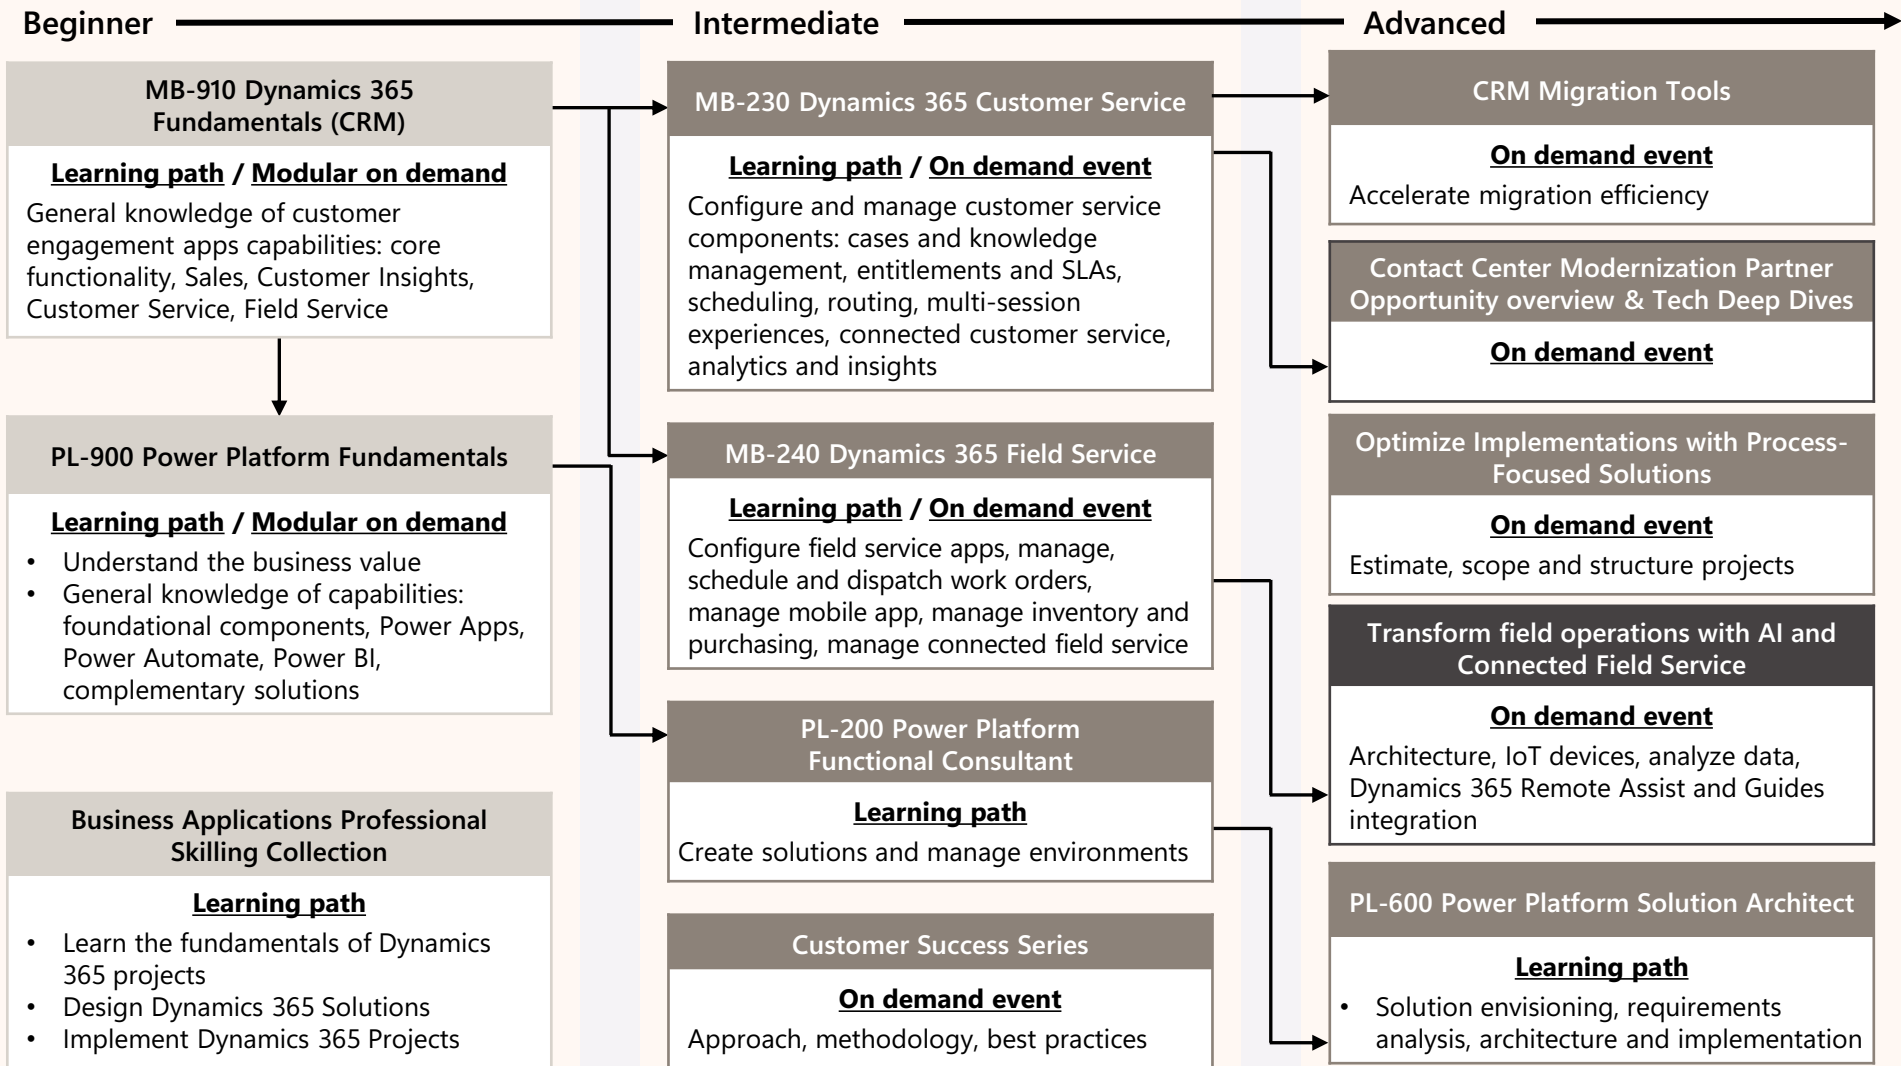 Beginner
Intermediate
Advanced
MB-910 Dynamics 365
Fundamentals (CRM)
Learning path / Modular on demand
General knowledge of customer
engagement apps capabilities: core
functionality, Sales, Customer Insights,
Customer Service, Field Service
PL-900 Power Platform Fundamentals
Learning path / Modular on demand
• Understand the business value
• General knowledge of capabilities:
foundational components, Power Apps,
Power Automate, Power BI,
complementary solutions
Business Applications Professional
Skilling Collection
Learning path
• Learn the fundamentals of Dynamics
365 projects
• Design Dynamics 365 Solutions
• Implement Dynamics 365 Projects
MB-230 Dynamics 365 Customer Service
Learning path / On demand event
Configure and manage customer service
components: cases and knowledge
management, entitlements and SLAs,
scheduling, routing, multi-session
experiences, connected customer service,
analytics and insights
MB-240 Dynamics 365 Field Service
Learning path / On demand event
Configure field service apps, manage,
schedule and dispatch work orders,
manage mobile app, manage inventory and
purchasing, manage connected field service
PL-200 Power Platform
Functional Consultant
Learning path
Create solutions and manage environments
Customer Success Series
On demand event
Approach, methodology, best practices
CRM Migration Tools
On demand event
Accelerate migration efficiency
Contact Center Modernization Partner
Opportunity overview & Tech Deep Dives
On demand event
Optimize Implementations with Process-
Focused Solutions
On demand event
Estimate, scope and structure projects
Transform field operations with AI and
Connected Field Service
On demand event
Architecture, IoT devices, analyze data,
Dynamics 365 Remote Assist and Guides
integration
PL-600 Power Platform Solution Architect
Learning path
• Solution envisioning, requirements
analysis, architecture and implementation